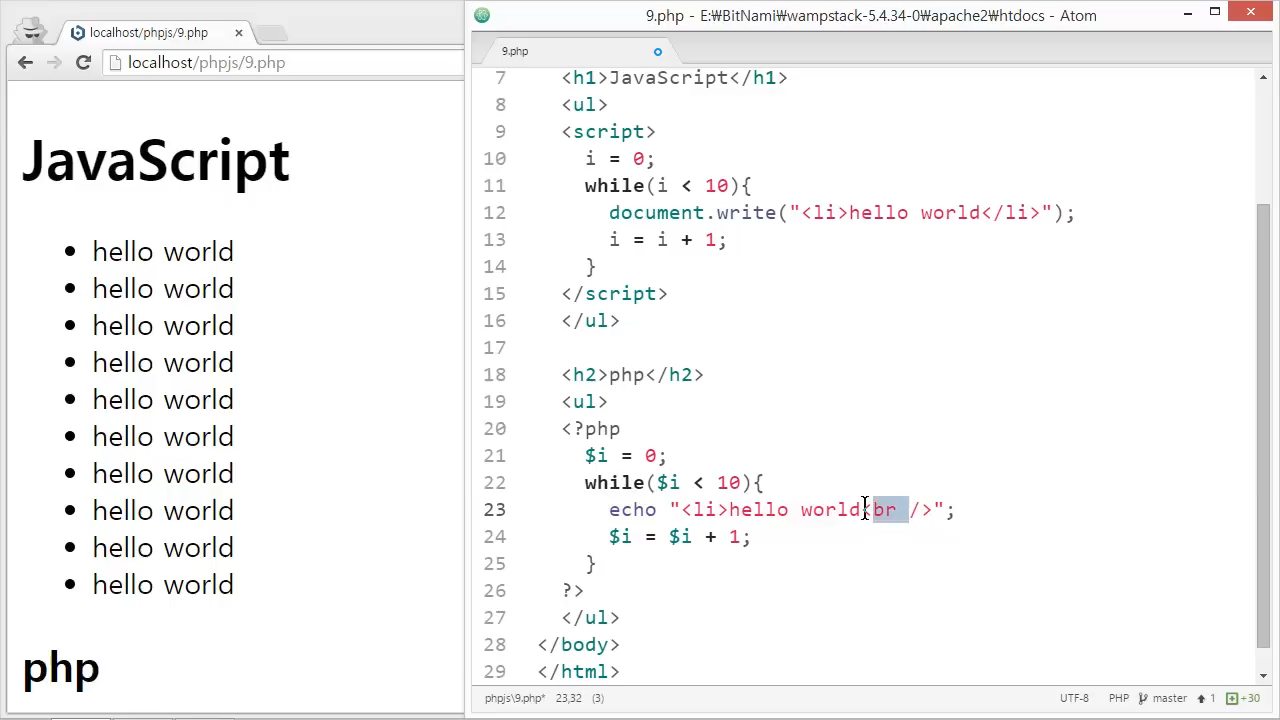 localhost/phpjs/9.php
localhost/phpjs/9.php
JavaScript
hello world
hello world
hello world
hello world
hello world
hello world
hello world
hello world
hello world
hello world
php
9.php - E:₩BitNami₩wampstack-5.4.34-0₩apache2₩htdocs - Atom
9.php
7 <h1>JavaScript</h1>
8 <ul>
9 <script>
10 i = 0;
11 while(i < 10){
12 document.write("<li>hello world</li>");
13 i = i + 1;
14 }
15 </script>
16 </ul>
17
18 <h2>php</h2>
19 <ul>
20 <?php
21 $i = 0;
22 while($i < 10){
23 echo "<li>hello world<br />";
24 $i = $i + 1;
25 }
26 ?>
27 </ul>
28 </body>
29 </html>
phpjs\9.php* 23,32 (3) UTF-8 PHP master 1 +30